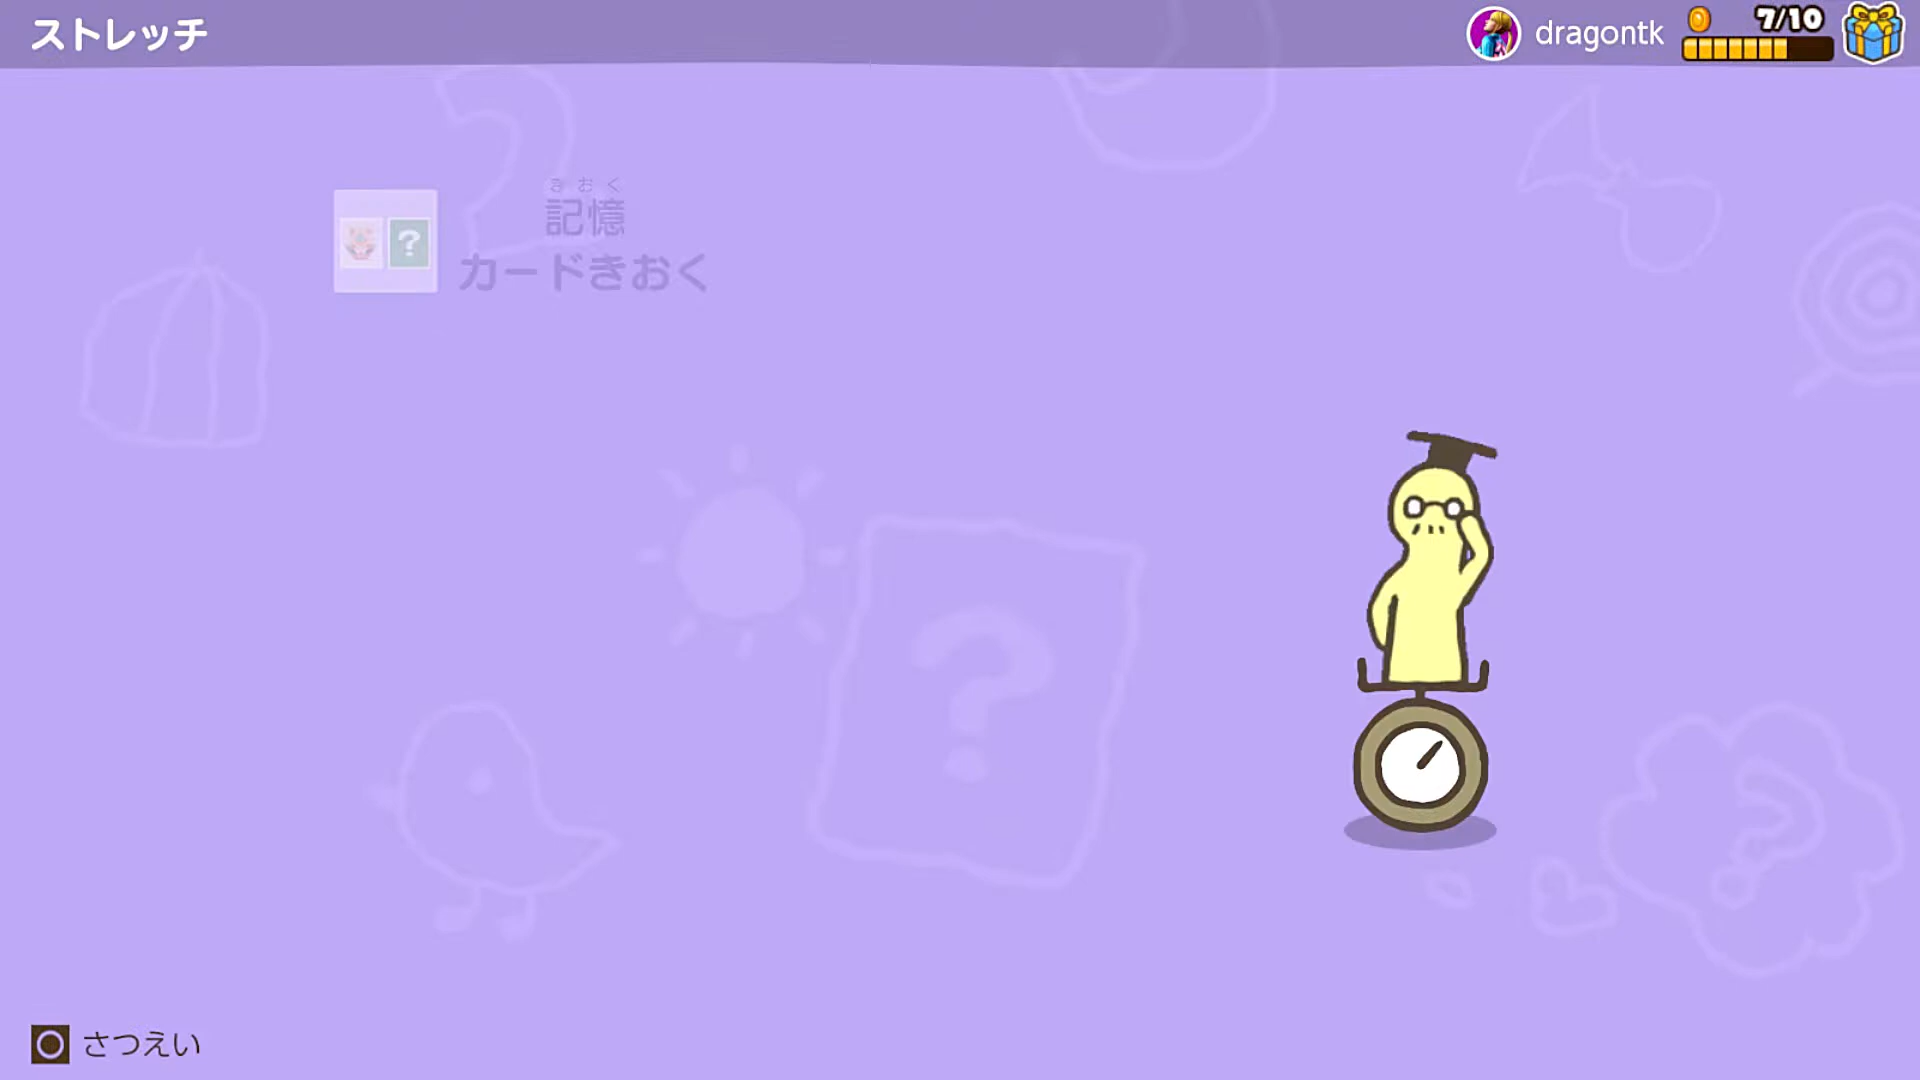 ストレッチ
dragontk
7/10
きおく
記憶
?
カードきおく
?
?
さつえい